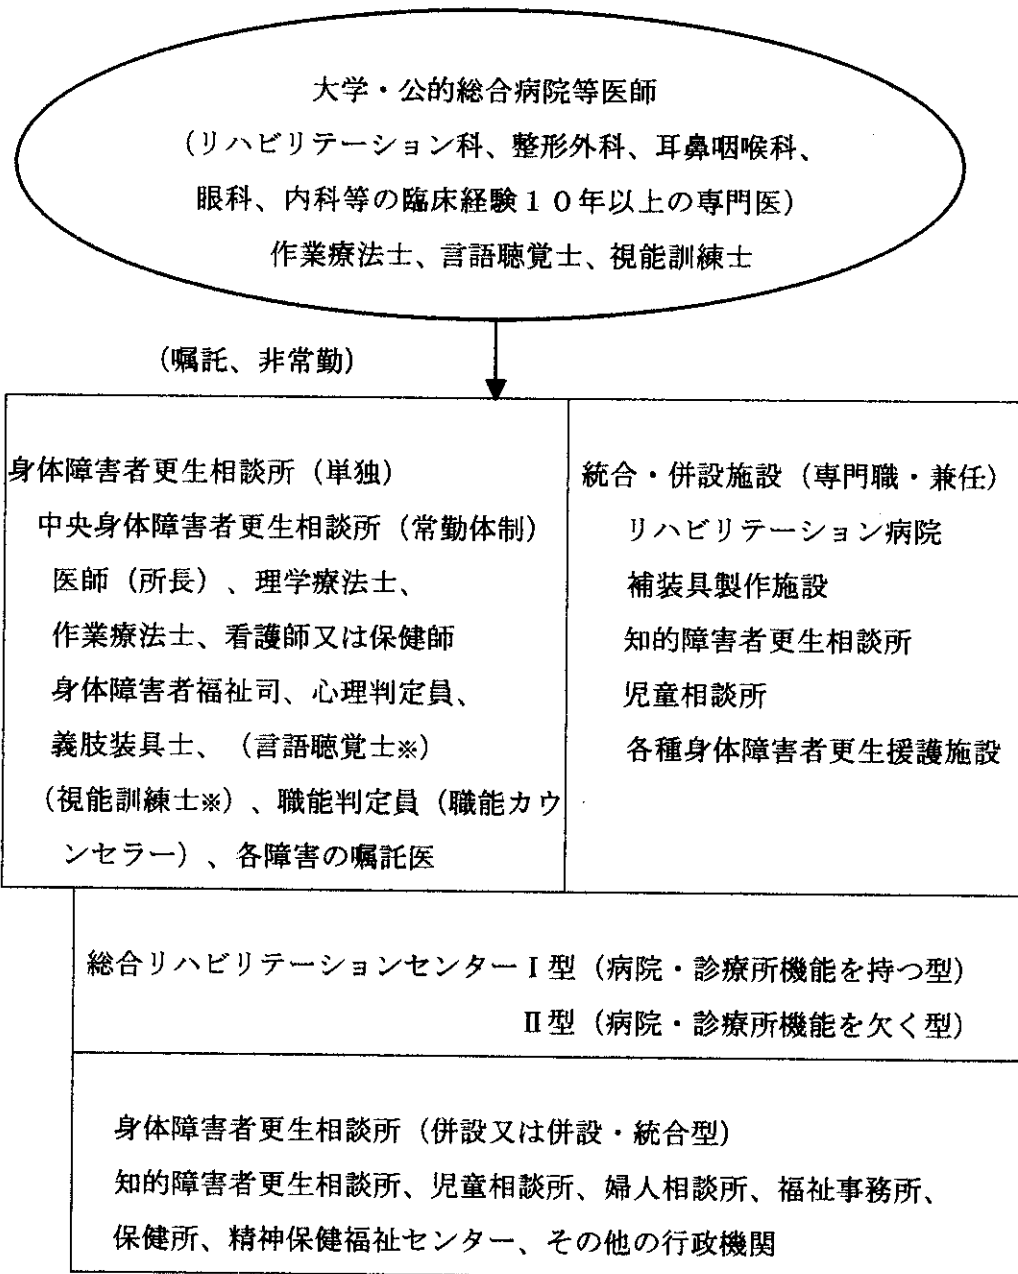 大学・公的総合病院等医師
(リハビリテーション科、整形外科、耳鼻咽喉科、
眼科、内科等の臨床経験10年以上の専門医)
作業療法士、言語聴覚士、視能訓練士
(嘱託、非常勤)
身体障害者更生相談所(単独)
中央身体障害者更生相談所(常勤体制)
医師(所長)、理学療法士、
作業療法士、看護師又は保健師
身体障害者福祉司、心理判定員、
義肢装具士、(言語聴覚士※)
(視能訓練士※)、職能判定員(職能カウ
ンセラー)、各障害の嘱託医
統合・併設施設(専門職・兼任)
リハビリテーション病院
補装具製作施設
知的障害者更生相談所
児童相談所
各種身体障害者更生援護施設
総合リハビリテーションセンターⅠ型(病院・診療所機能を持つ型)
Ⅱ型(病院・診療所機能を欠く型)
身体障害者更生相談所(併設又は併設・統合型)
知的障害者更生相談所、児童相談所、婦人相談所、福祉事務所、
保健所、精神保健福祉センター、その他の行政機関